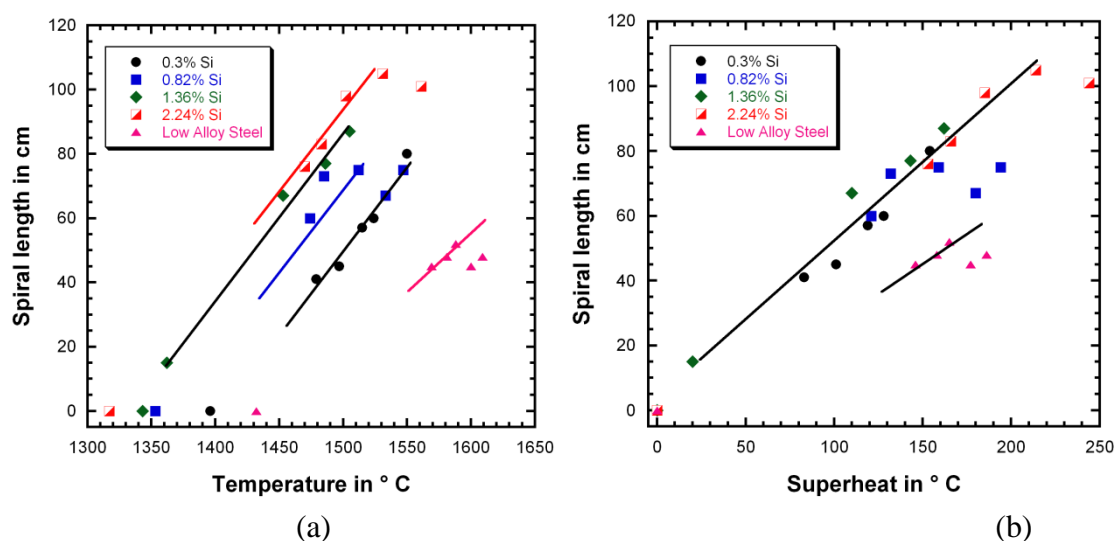 120
100
80
60
40
20
0
Spiral length in cm
0.3% Si
0.82% Si
1.36% Si
2.24% Si
Low Alloy Steel
1300 1350 1400 1450 1500 1550 1600 1650
Temperature in ° C
(a)
120
100
80
60
40
20
0
Spiral length in cm
0.3% Si
0.82% Si
1.36% Si
2.24% Si
Low Alloy Steel
0 50 100 150 200 250
Superheat in ° C
(b)